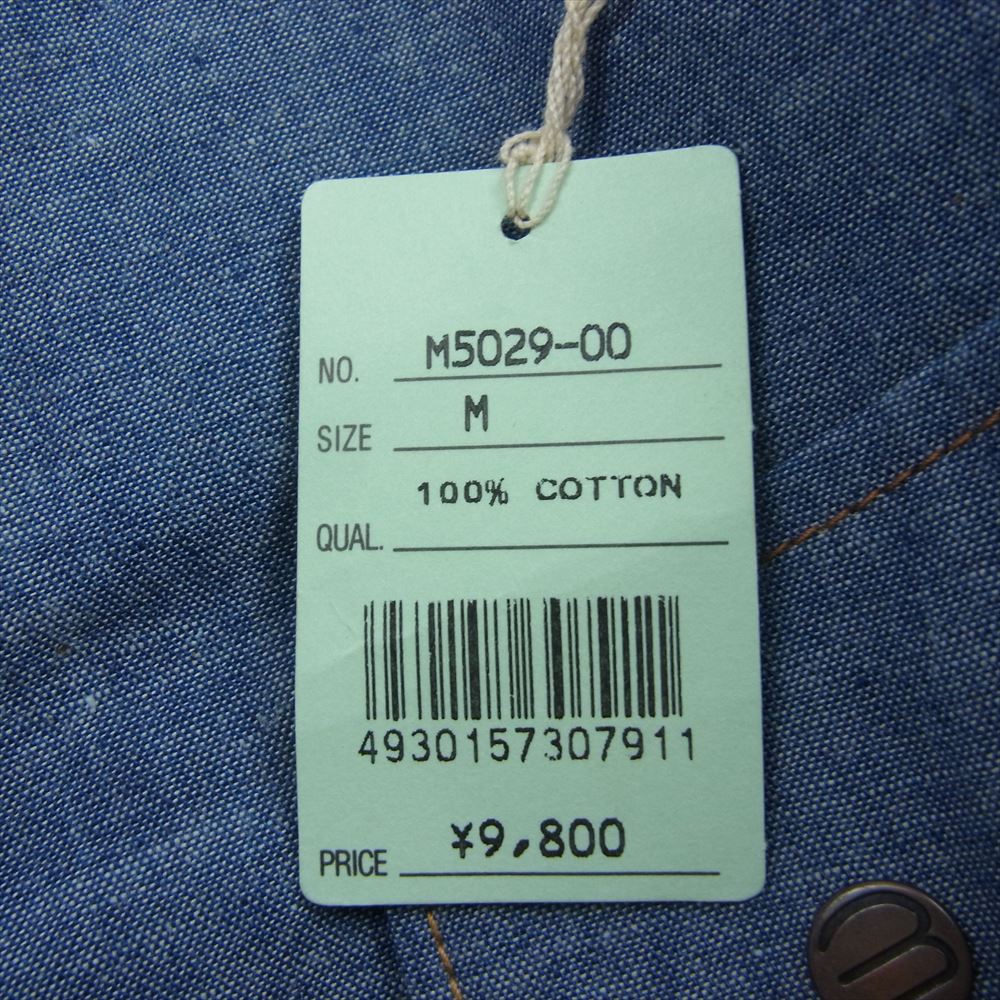 NO. M5029-00
SIZE M
100% COTTON
QUAL.
4930157307911
PRICE ¥9,800